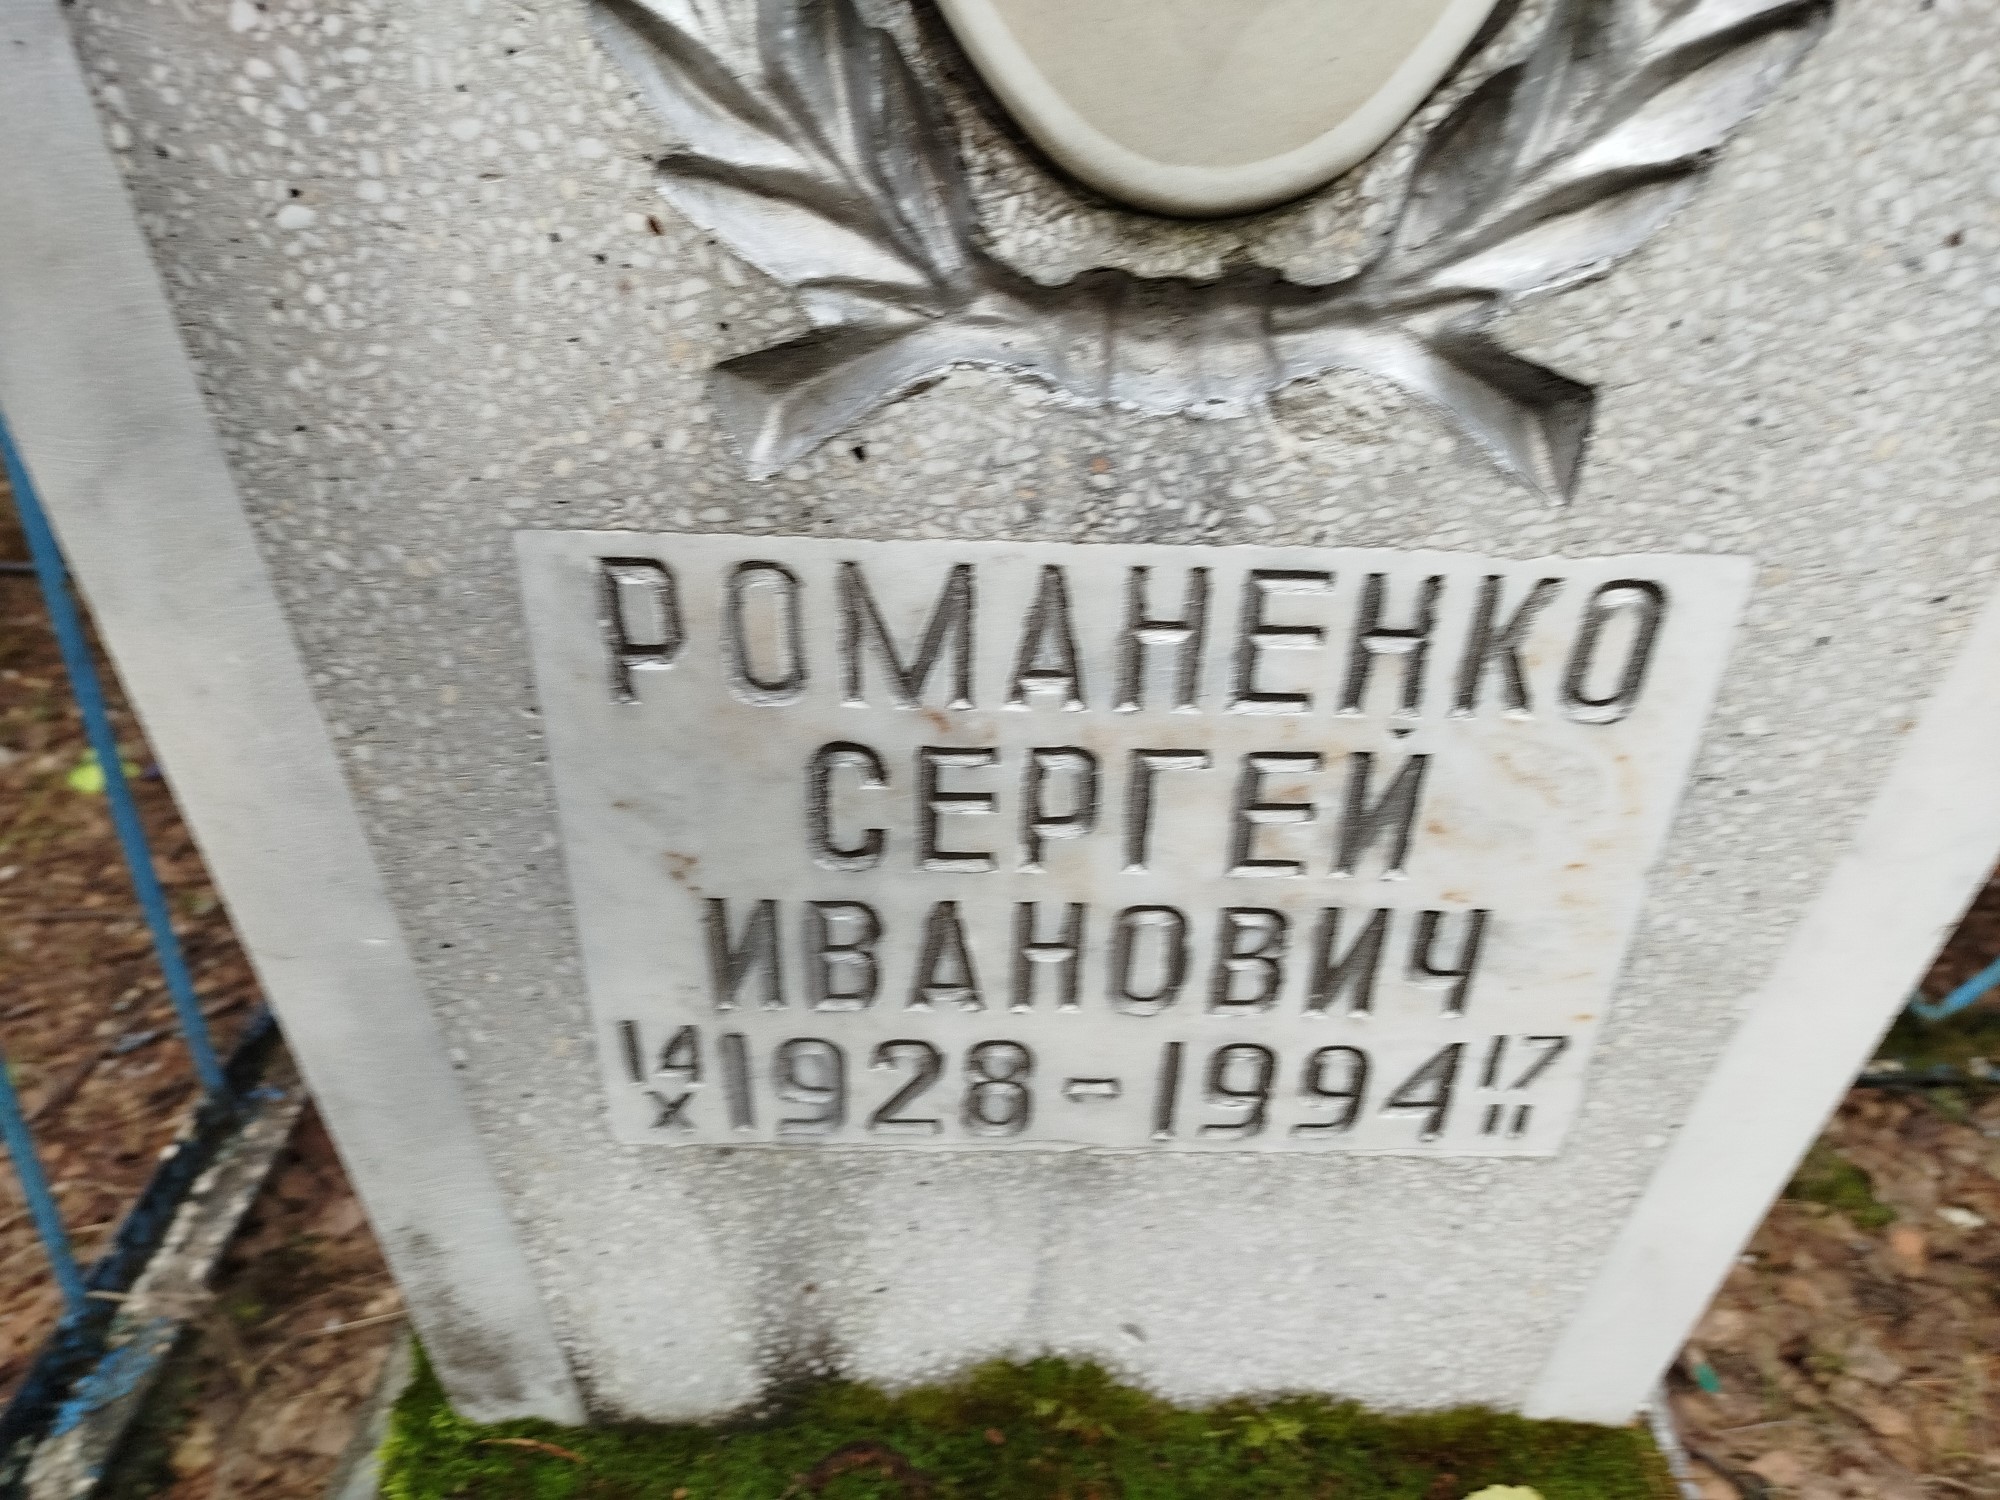 РОМАНЕНКО
СЕРГЕЙ
ИВАНОВИЧ
14/X 1928 - 1994 17/II